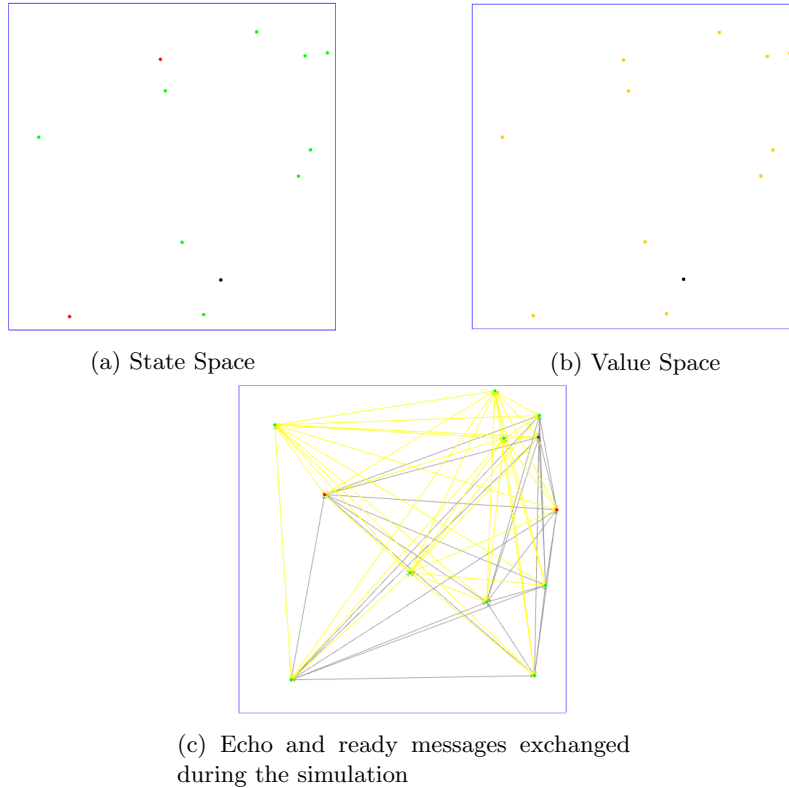 (a) State Space
(b) Value Space
(c) Echo and ready messages exchanged
during the simulation